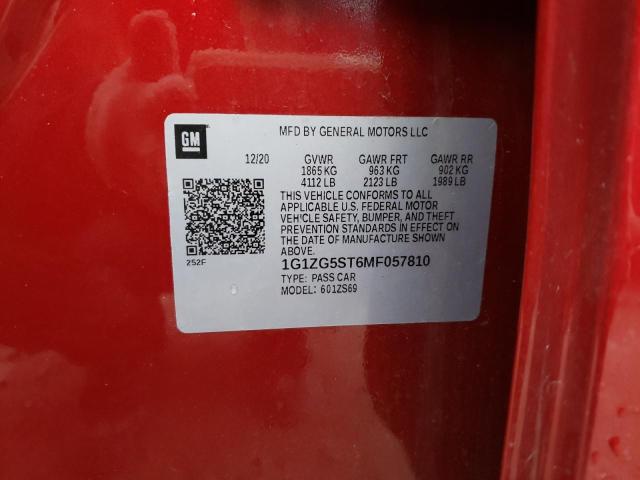 GM
MFD BY GENERAL MOTORS LLC
12/20 GVWR GAWR FRT GAWR RR
1865 KG 963 KG 902 KG
4112 LB 2123 LB 1989 LB
THIS VEHICLE CONFORMS TO ALL
APPLICABLE U.S. FEDERAL MOTOR
VEHICLE SAFETY, BUMPER, AND THEFT
PREVENTION STANDARDS IN EFFECT ON
THE DATE OF MANUFACTURE SHOWN
ABOVE.
252F
1G1ZG5ST6MF057810
TYPE: PASS CAR
MODEL: 601ZS69